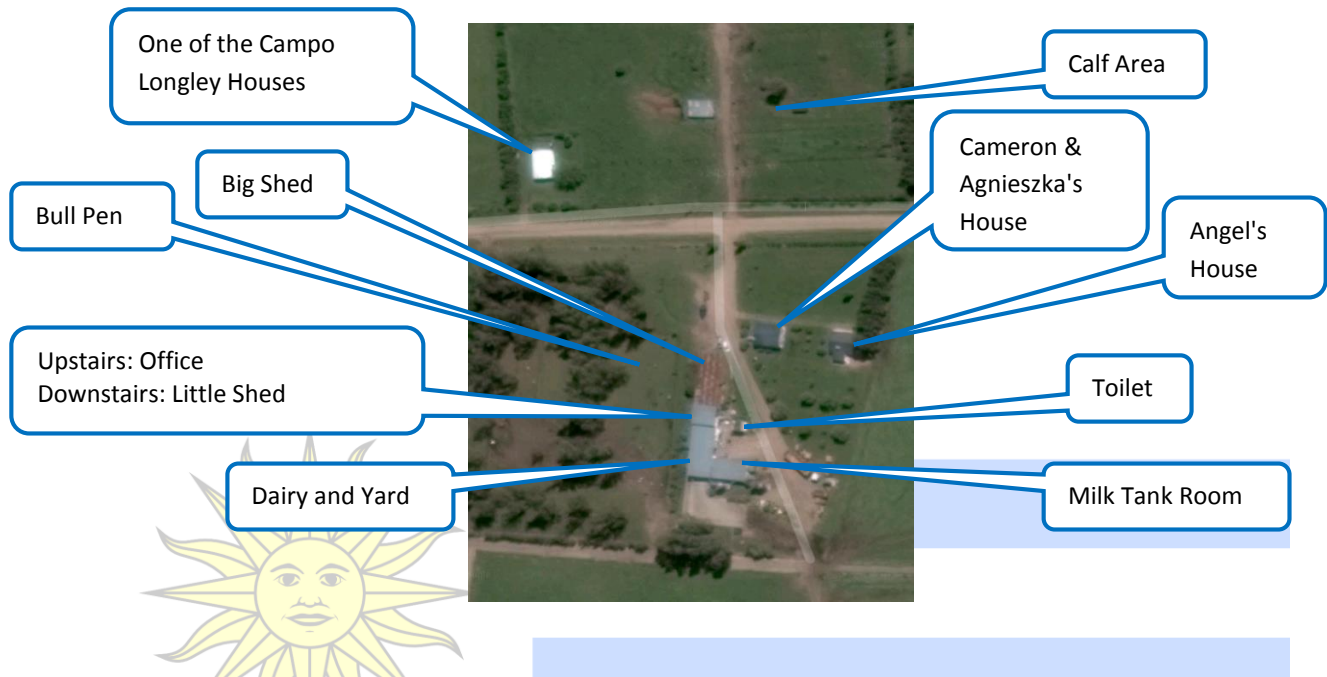 One of the Campo
Longley Houses
Calf Area
Big Shed
Cameron &
Agnieszka's
House
Bull Pen
Angel's
House
Upstairs: Office
Downstairs: Little Shed
Toilet
Dairy and Yard
Milk Tank Room